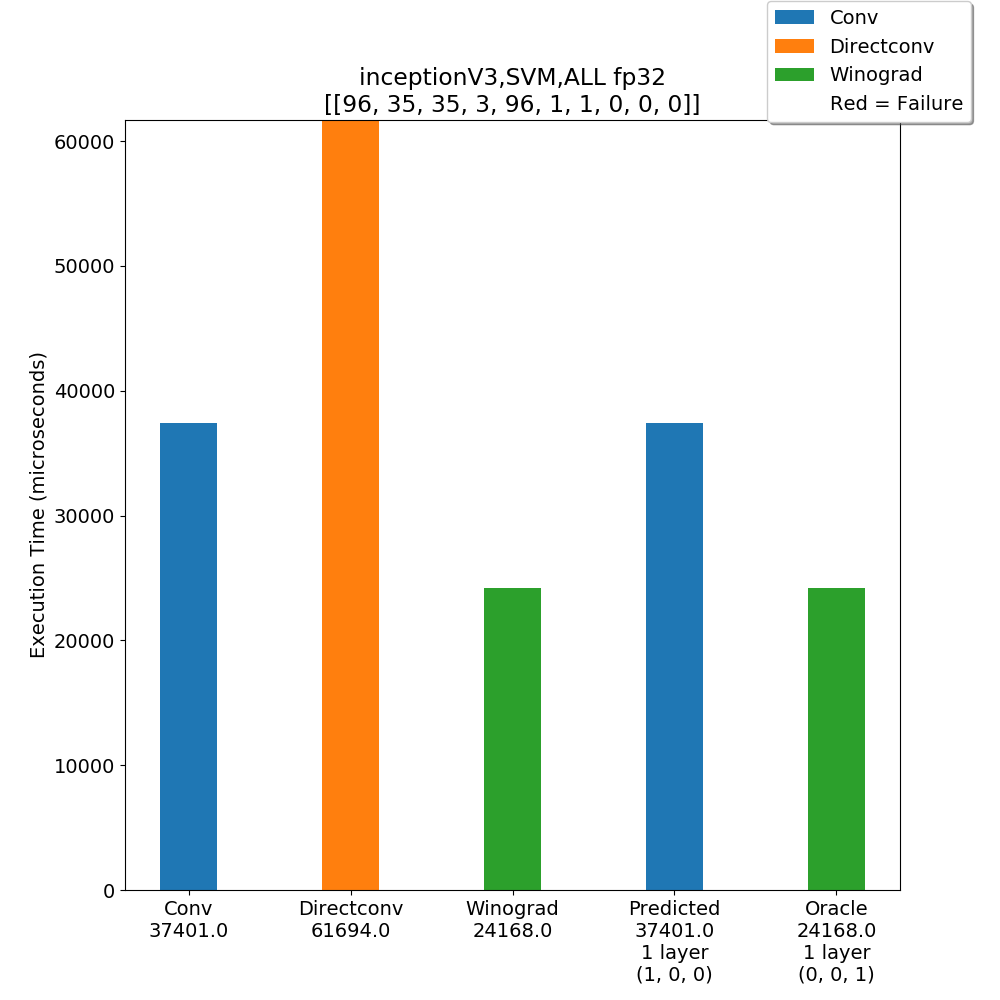 Conv
Directconv
Winograd
Red = Failure
inceptionV3,SVM,ALL fp32
[[96, 35, 35, 3, 96, 1, 1, 0, 0, 0]]
Execution Time (microseconds)
60000
50000
40000
30000
20000
10000
0
Conv
37401.0
Directconv
61694.0
Winograd
24168.0
Predicted
37401.0
1 layer
(1, 0, 0)
Oracle
24168.0
1 layer
(0, 0, 1)